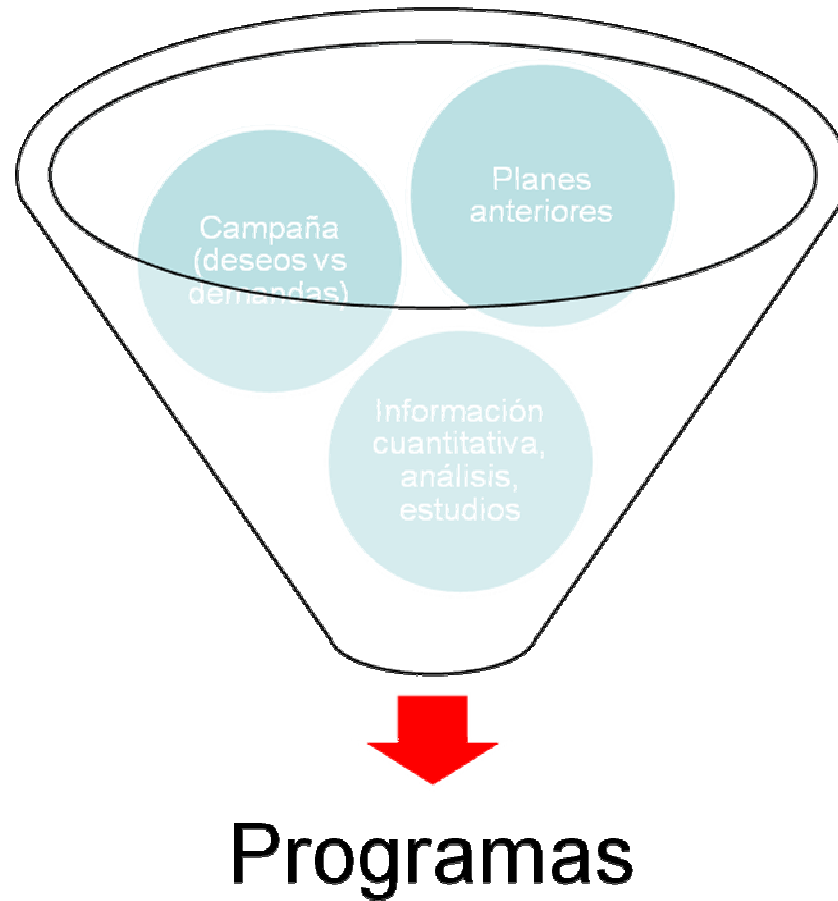 Planes
anteriores
Campaña
(deseos vs
demandas)
Información
cuantitativa,
análisis,
estudios
Programas